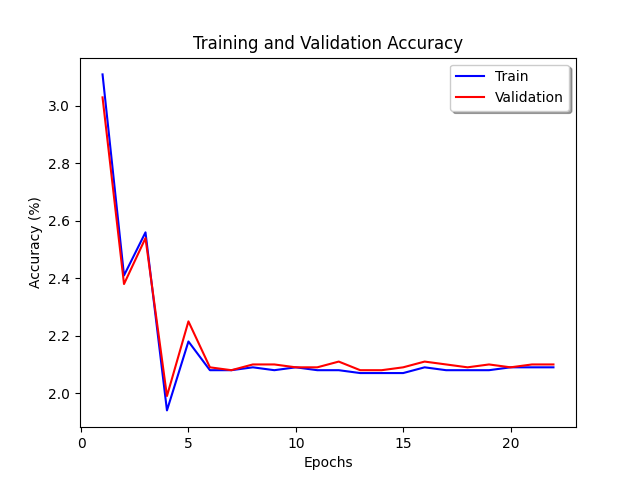 Training and Validation Accuracy
Train
Validation
Accuracy (%)
3.0
2.8
2.6
2.4
2.2
2.0
0 5 10 15 20
Epochs